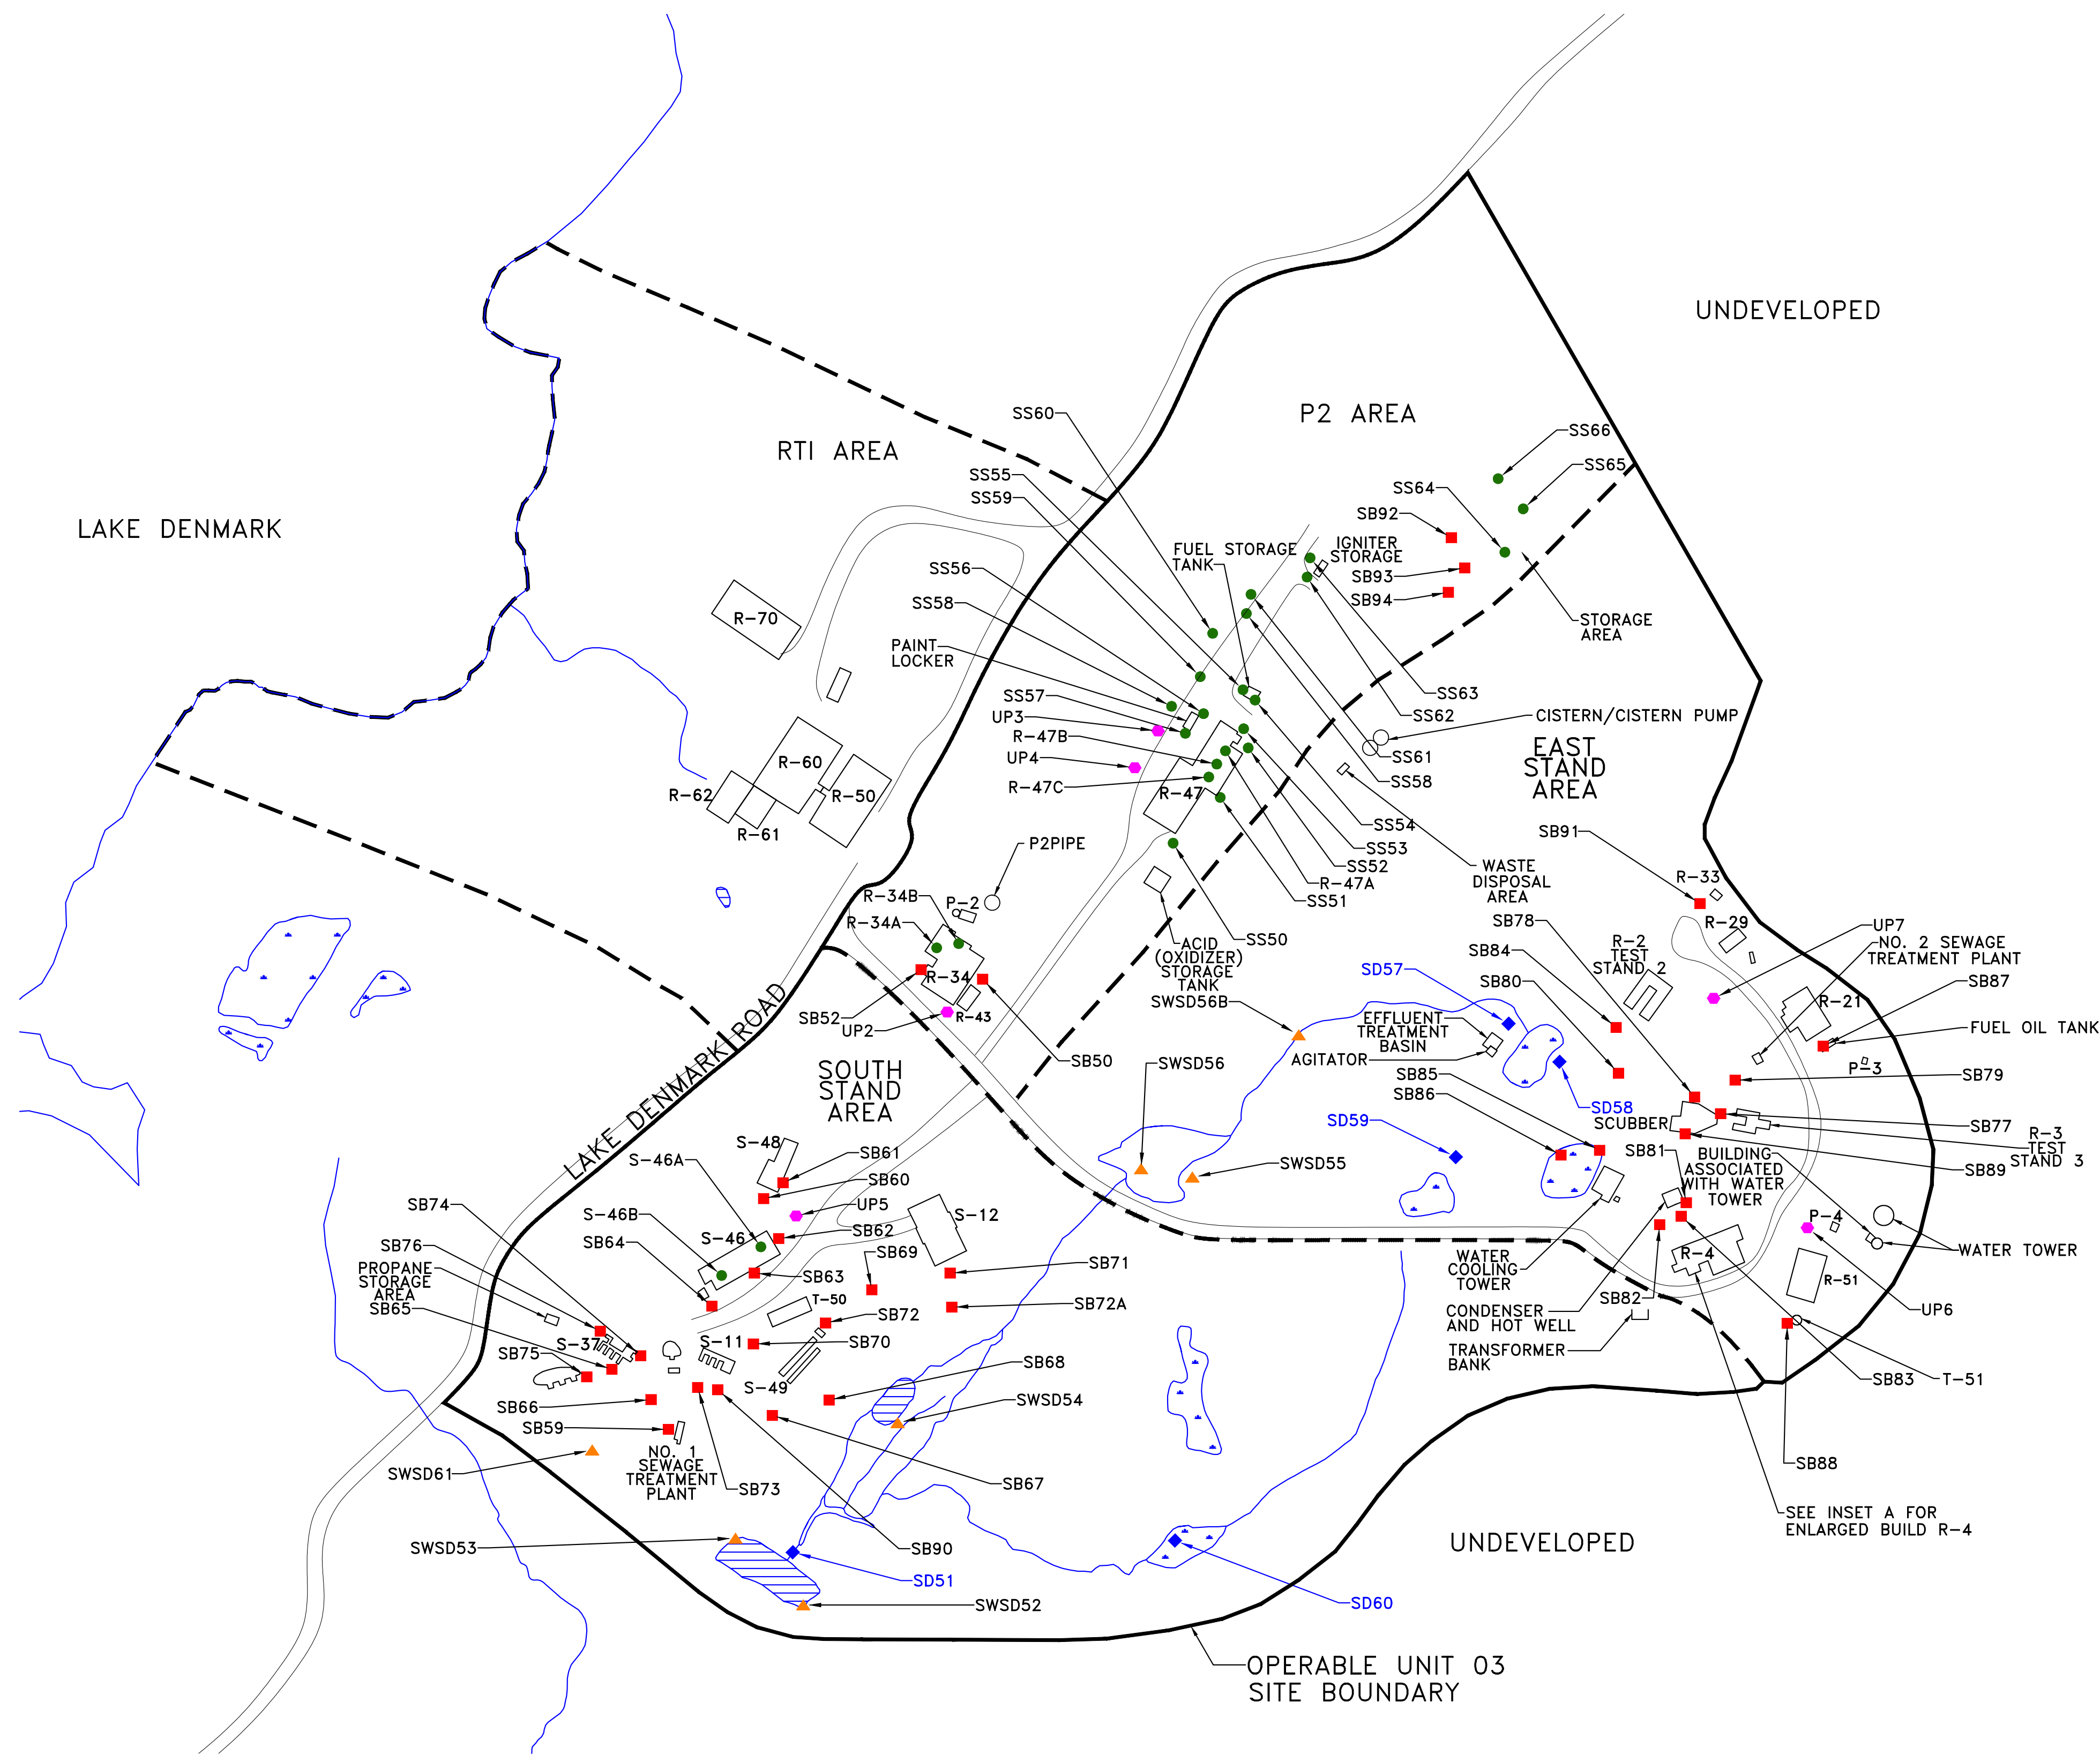 UNDEVELOPED
P2 AREA
SS60
SS66
RTI AREA
SS65
SS55
SS64
SS59
SB92
LAKE DENMARK
FUEL STORAGE
TANK
IGNITER
STORAGE
SS56
SB93
SS58
SB94
R-70
STORAGE
AREA
PAINT
LOCKER
SS57
SS63
UP3
SS62
CISTERN/CISTERN PUMP
R-47B
EAST
STAND
AREA
UP4
SS61
R-60
R-47C
SS58
R-62
R-50
R-47
R-61
SS54
SB91
P2PIPE
SS53
SS52
WASTE
DISPOSAL
AREA
R-33
R-47A
R-34B
P-2
SS51
R-34A
SB78
R-29
UP7
SS50
ACID
(OXIDIZER)
STORAGE
TANK
R-2
TEST
STAND 2
NO. 2 SEWAGE
TREATMENT PLANT
SB84
SD57
R-34
SB80
SB87
SWSD56B
R-21
SB52
R-43
UP2
EFFLUENT
TREATMENT
BASIN
FUEL OIL TANK
LAKE DENMARK ROAD
SB50
AGITATOR
SWSD56
P-3
SOUTH
STAND
AREA
SB85
SB79
SB86
SD58
SD59
SCUBBER
SB77
R-3
TEST
STAND 3
S-48
SB61
S-46A
SWSD55
SB81
BUILDING
ASSOCIATED
WITH WATER
TOWER
SB89
SB60
SB74
UP5
S-46B
S-12
P-4
SB62
S-46
SB64
SB76
SB69
WATER TOWER
WATER
COOLING
TOWER
R-4
PROPANE
STORAGE
AREA
SB71
SB63
R-51
SB65
T-50
SB72A
SB82
CONDENSER
AND HOT WELL
UP6
SB72
S-37
S-11
SB70
TRANSFORMER
BANK
SB75
SB68
SB83
T-51
S-49
SB66
SWSD54
SB59
NO. 1
SEWAGE
TREATMENT
PLANT
SB88
SWSD61
SB67
SB73
SEE INSET A FOR
ENLARGED BUILD R-4
UNDEVELOPED
SWSD53
SB90
SD51
SWSD52
SD60
OPERABLE UNIT 03
SITE BOUNDARY